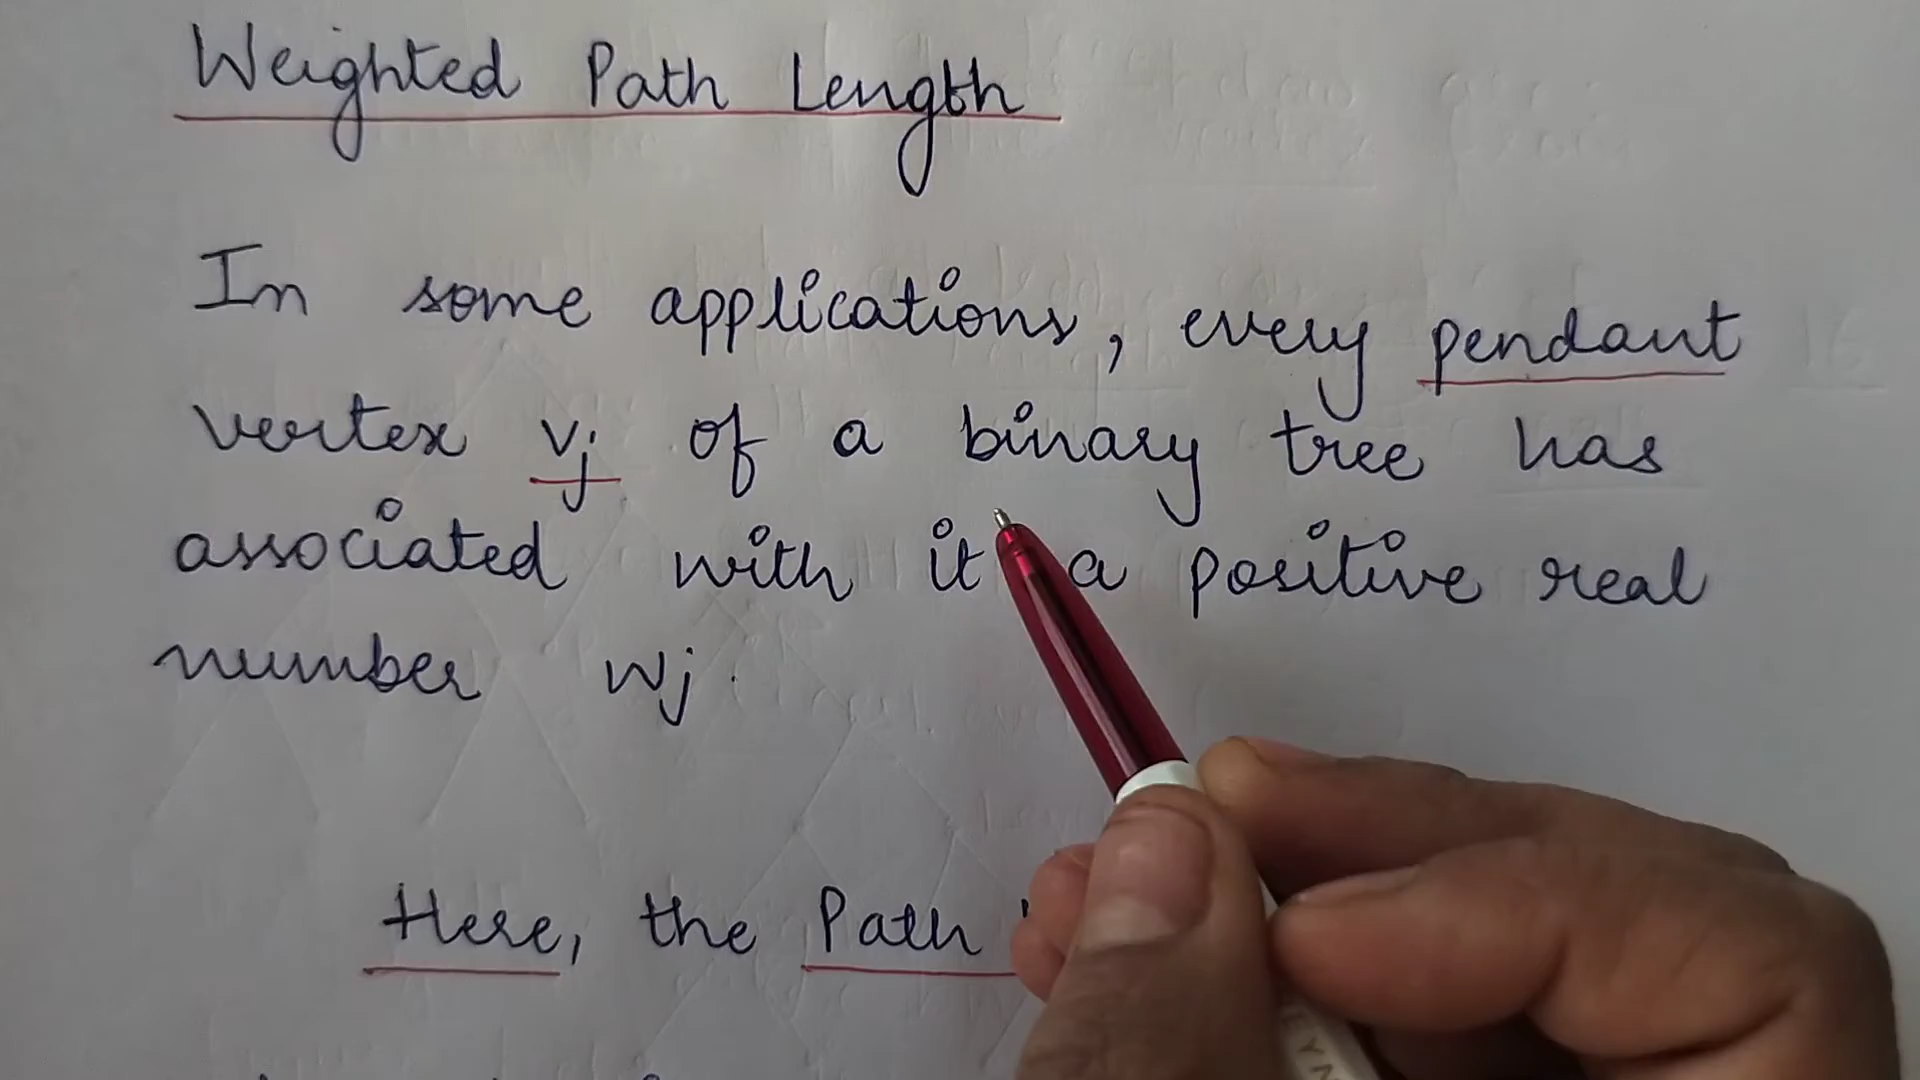 Weighted Path Length
In some applications, every pendant
vertex vj of a binary tree has
associated with it a positive real
number wj.
Here, the Path